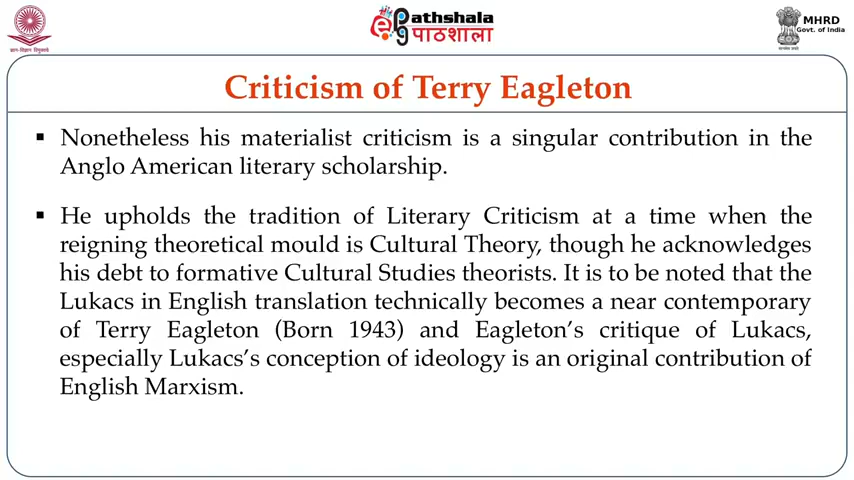 Pathshala
पाठशाला
MHRD
Govt. of India
Criticism of Terry Eagleton
▪ Nonetheless his materialist criticism is a singular contribution in the
Anglo American literary scholarship.
▪ He upholds the tradition of Literary Criticism at a time when the
reigning theoretical mould is Cultural Theory, though he acknowledges
his debt to formative Cultural Studies theorists. It is to be noted that the
Lukacs in English translation technically becomes a near contemporary
of Terry Eagleton (Born 1943) and Eagleton’s critique of Lukacs,
especially Lukacs’s conception of ideology is an original contribution of
English Marxism.